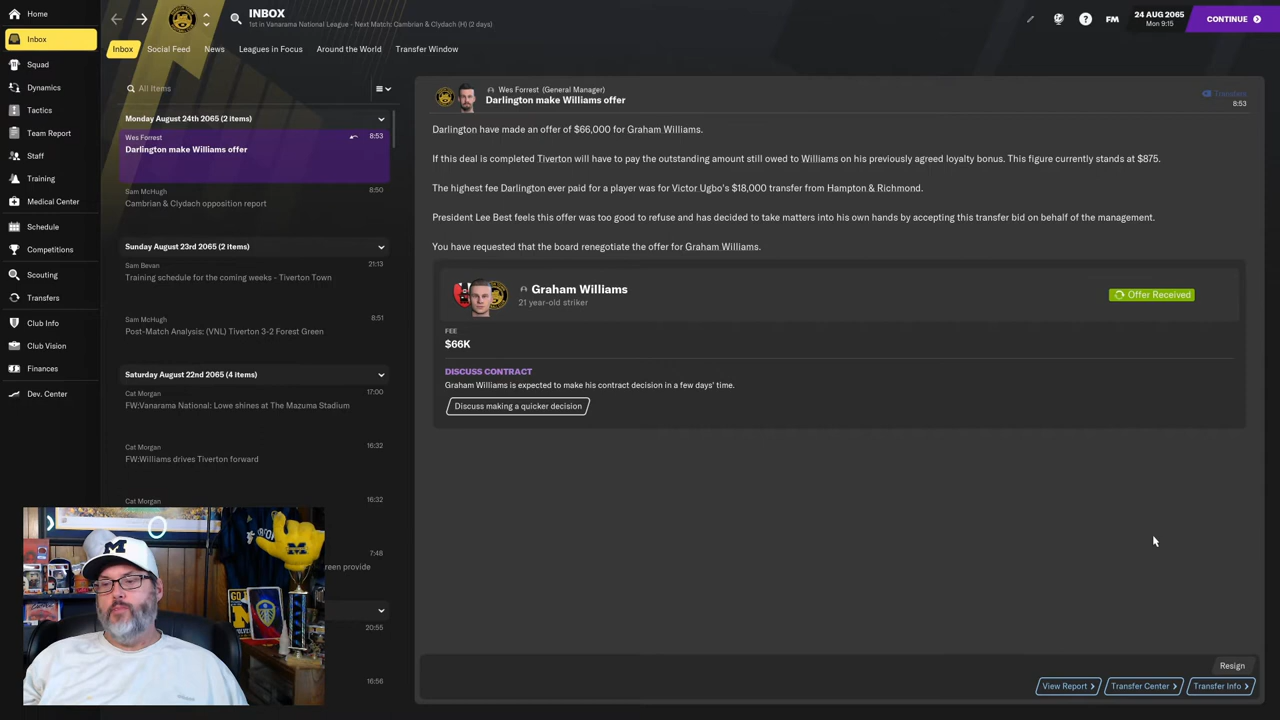 Home
Inbox
Squad
Dynamics
Tactics
Team Report
Staff
Training
Medical Center
Schedule
Competitions
Scouting
Transfers
Club Info
Club Vision
Finances
Dev. Center
INBOX
1st in Vanarama National League - Next Match: Cambrian & Clydach (H) (2 days)
FM
24 AUG 2065
Mon 9:15
CONTINUE
Inbox
Social Feed
News
Leagues in Focus
Around the World
Transfer Window
All Items
Monday August 24th 2065 (2 items)
Wes Forrest
8:53
Darlington make Williams offer
Sam McHugh
8:50
Cambrian & Clydach opposition report
Sunday August 23rd 2065 (2 items)
Sam Bevan
21:13
Training schedule for the coming weeks - Tiverton Town
Sam McHugh
8:51
Post-Match Analysis: (VNL) Tiverton 3-2 Forest Green
Saturday August 22nd 2065 (4 items)
Cat Morgan
17:00
FW:Vanarama National: Lowe shines at The Mazuma Stadium
Cat Morgan
16:32
FW:Williams drives Tiverton forward
Cat Morgan
16:32
7:48
reen provide
20:55
16:56
Wes Forrest (General Manager)
Darlington make Williams offer
Transfers
8:53
Darlington have made an offer of $66,000 for Graham Williams.
If this deal is completed Tiverton will have to pay the outstanding amount still owed to Williams on his previously agreed loyalty bonus. This figure currently stands at $875.
The highest fee Darlington ever paid for a player was for Victor Ugbo's $18,000 transfer from Hampton & Richmond.
President Lee Best feels this offer was too good to refuse and has decided to take matters into his own hands by accepting this transfer bid on behalf of the management.
You have requested that the board renegotiate the offer for Graham Williams.
Graham Williams
21 year-old striker
Offer Received
FEE
$66K
DISCUSS CONTRACT
Graham Williams is expected to make his contract decision in a few days' time.
Discuss making a quicker decision
Resign
View Report
Transfer Center
Transfer Info